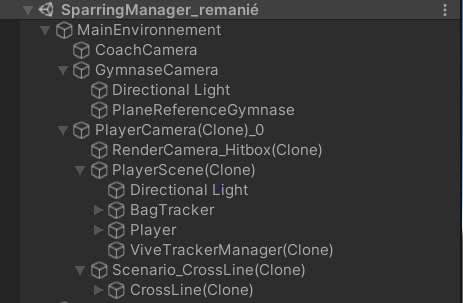 SparringManager_remanié
MainEnvironnement
CoachCamera
GymnaseCamera
Directional Light
PlaneReferenceGymnase
PlayerCamera(Clone)_0
RenderCamera_Hitbox(Clone)
PlayerScene(Clone)
Directional Light
BagTracker
Player
ViveTrackerManager(Clone)
Scenario_CrossLine(Clone)
CrossLine(Clone)